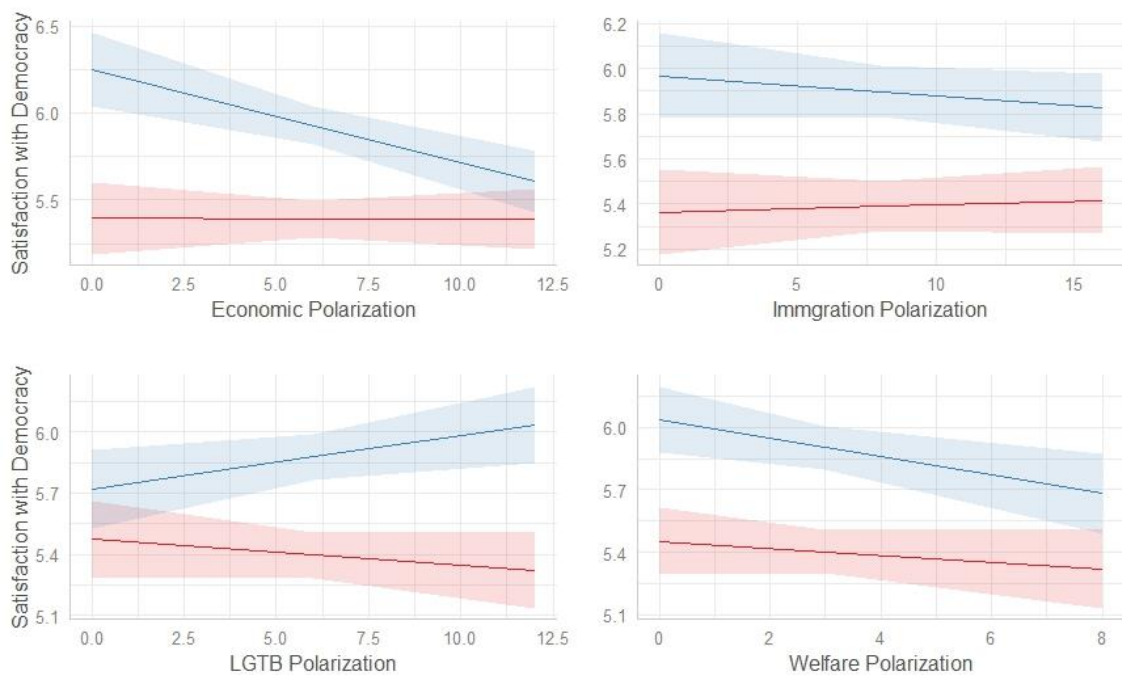 Satisfaction with Democracy
6.5
6.0
5.5
0.0 2.5 5.0 7.5 10.0 12.5
Economic Polarization
6.2
6.0
5.8
5.6
5.4
5.2
0 5 10 15
Immgration Polarization
Satisfaction with Democracy
6.0
5.7
5.4
5.1
0.0 2.5 5.0 7.5 10.0 12.5
LGTB Polarization
6.0
5.7
5.4
5.1
0 2 4 6 8
Welfare Polarization